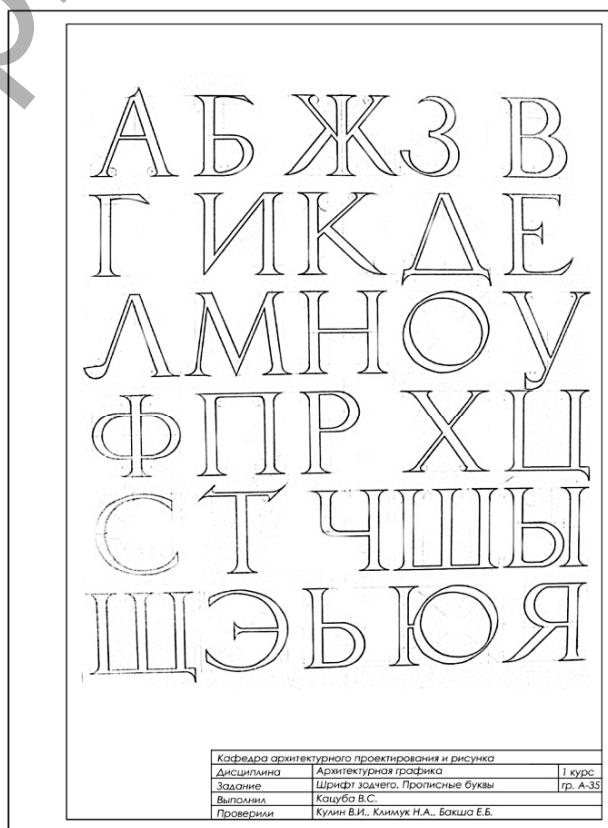 А Б Ж З В
Г И К Д Е
Л М Н О У
Ф П Р Х Ц
С Т Ч Ш Ы
Щ Э Ь Ю Я
Кафедра архитектурного проектирования и рисунка
Дисциплина Архитектурная графика 1 курс
Задание Шрифт зодчего. Прописные буквы гр. А-35
Выполнил Кацуба В.С.
Проверили Кулин В.И., Климук Н.А., Бакша Е.Б.